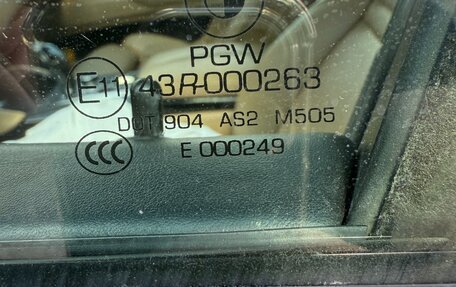 PGW
E11 43R-000263
DOT 904 AS2 M505
CCC E 000249